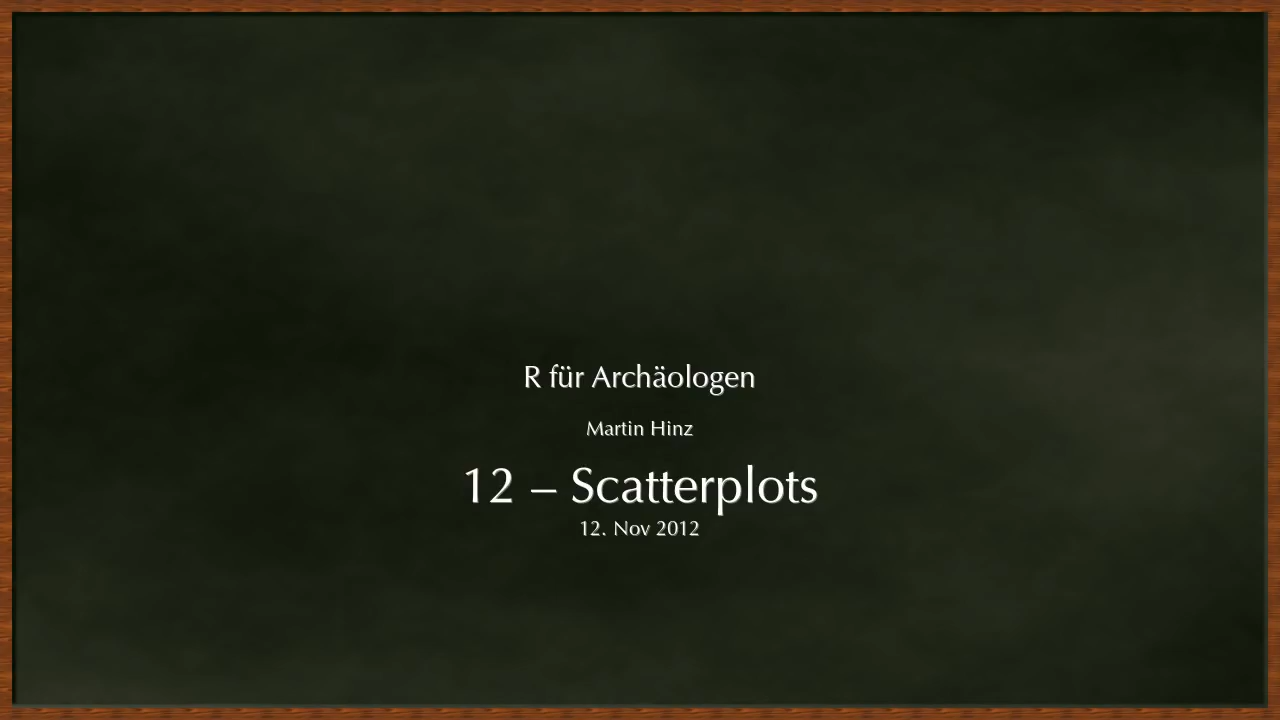 R für Archäologen
Martin Hinz
12 – Scatterplots
12. Nov 2012